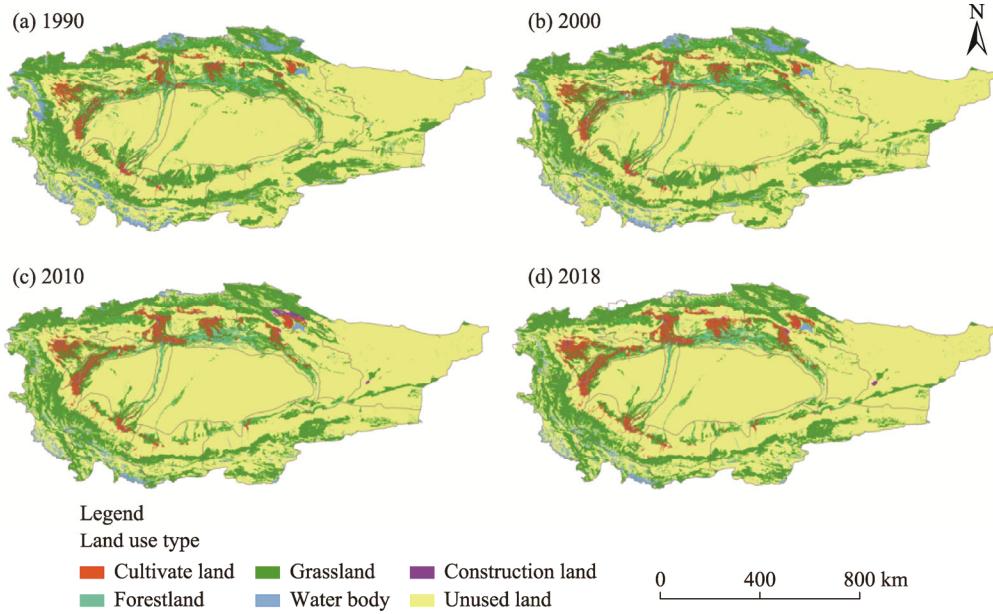 (a) 1990
(b) 2000
N
(c) 2010
(d) 2018
Legend
Land use type
Cultivate land
Grassland
Construction land
Forestland
Water body
Unused land
0 400 800 km